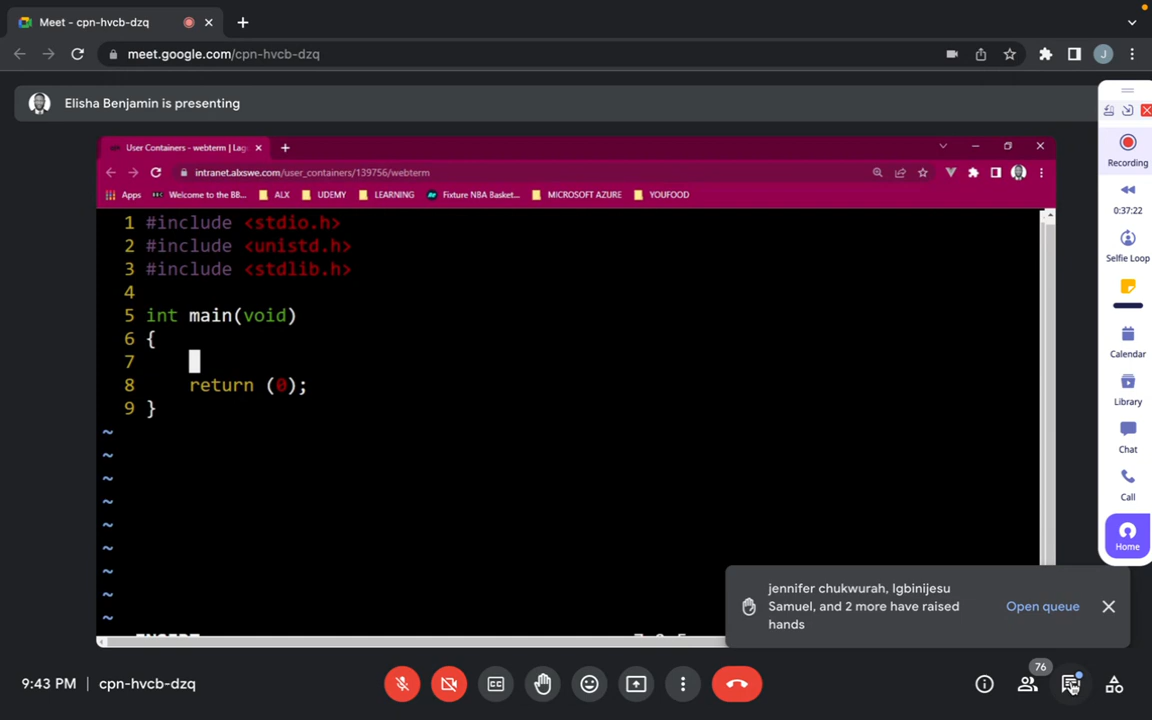 Meet - cpn-hvcb-dzq
meet.google.com/cpn-hvcb-dzq
J
Elisha Benjamin is presenting
User Containers - webterm | Lag
intranet.alxswe.com/user_containers/139756/webterm
Apps
Welcome to the BB...
ALX
UDEMY
LEARNING
Fixture NBA Basket...
MICROSOFT AZURE
YOUFOOD
1 #include <stdio.h>
2 #include <unistd.h>
3 #include <stdlib.h>
4
5 int main(void)
6 {
7
8 return (0);
9 }
~
~
~
~
~
~
~
~
~
Recording
0:37:22
Selfie Loop
Calendar
Library
Chat
Call
Home
jennifer chukwurah, Igbinijesu
Samuel, and 2 more have raised
hands
Open queue
9:43 PM | cpn-hvcb-dzq
76